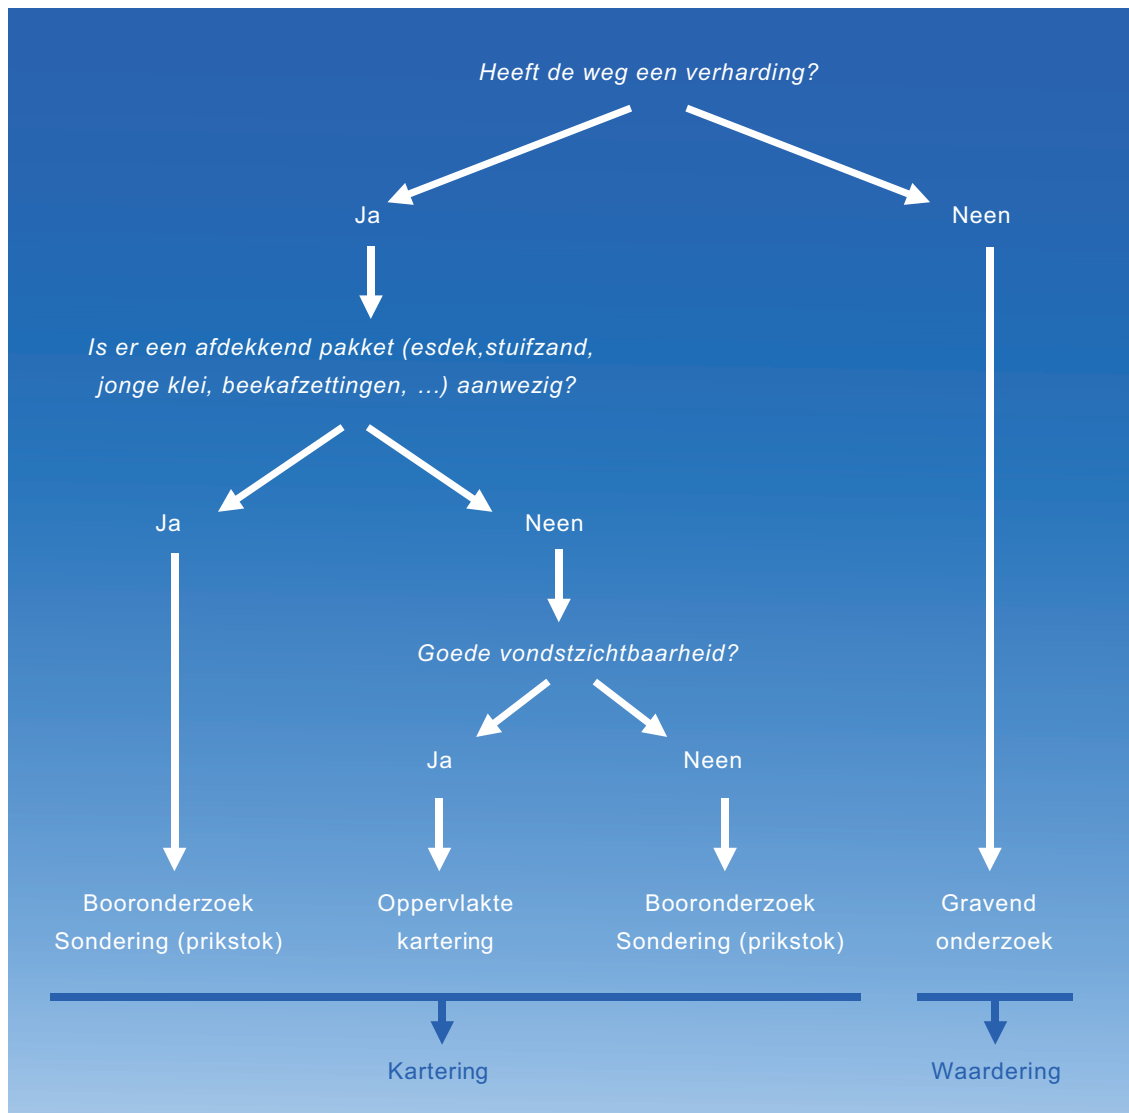 Heeft de weg een verharding?
Ja
Neen
Is er een afdekkend pakket (esdek,stuifzand,
jonge klei, beekafzettingen, ...) aanwezig?
Ja
Neen
Goede vondstzichtbaarheid?
Ja
Neen
Booronderzoek
Sondering (prikstok)
Oppervlakte
kartering
Booronderzoek
Sondering (prikstok)
Gravend
onderzoek
Kartering
Waardering